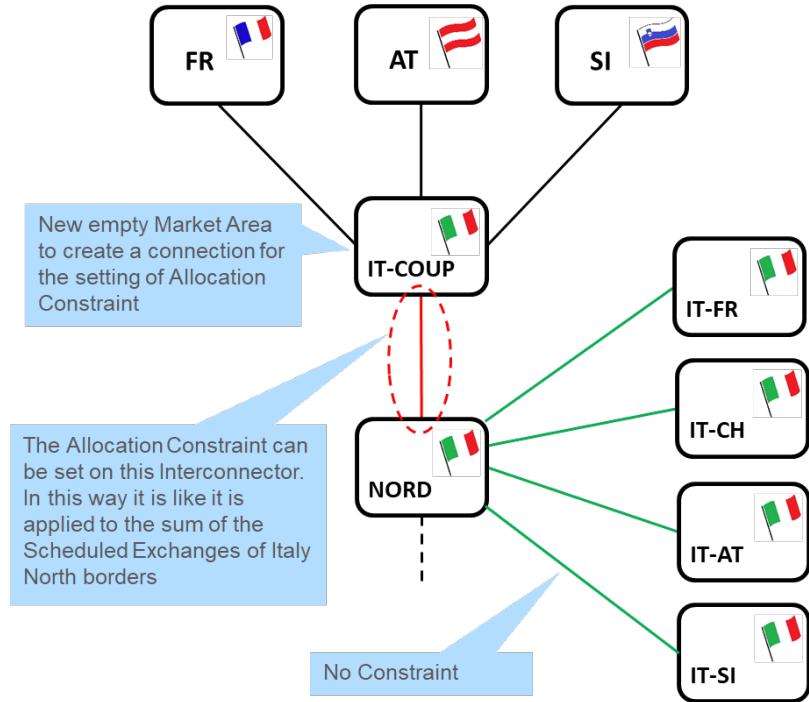 FR
AT
SI
New empty Market Area
to create a connection for
the setting of Allocation
Constraint
IT-COUP
IT-FR
IT-CH
The Allocation Constraint can
be set on this Interconnector.
In this way it is like it is
applied to the sum of the
Scheduled Exchanges of Italy
North borders
NORD
IT-AT
No Constraint
IT-SI